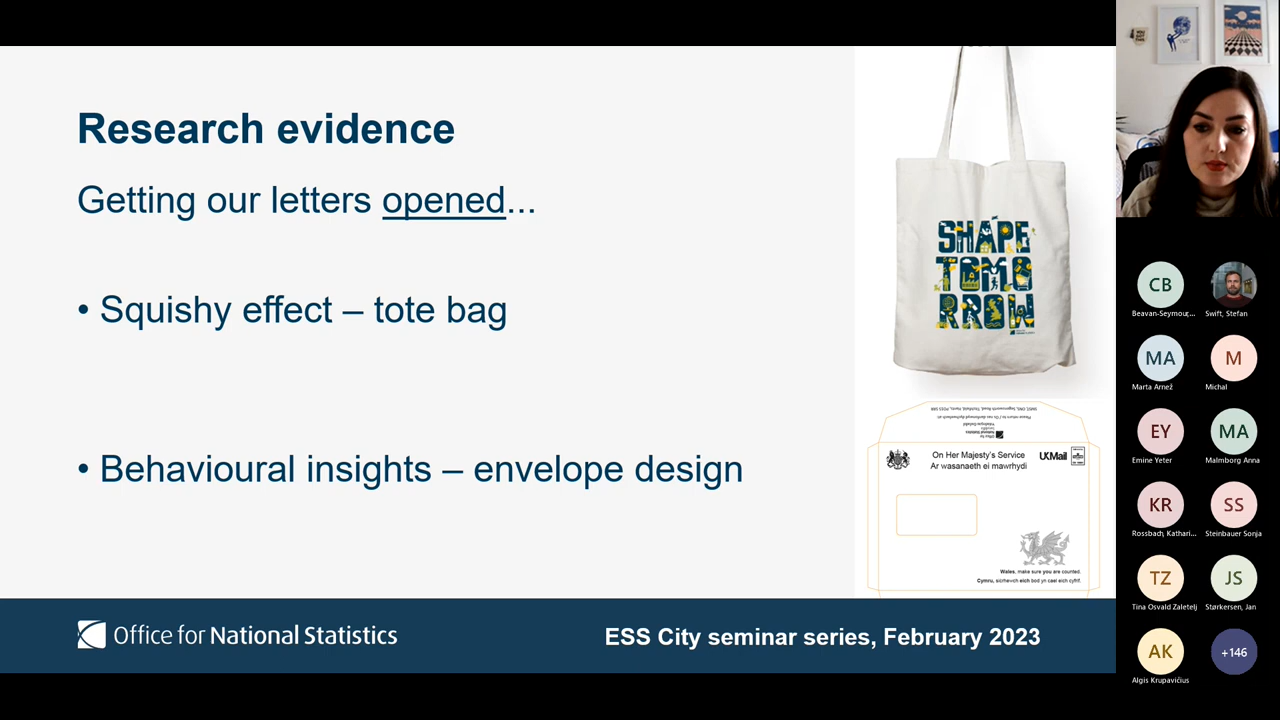 Research evidence
Getting our letters opened...
• Squishy effect – tote bag
• Behavioural insights – envelope design
SHAPE
TOMO
RROW
On Her Majesty's Service
Ar wasanaeth ei mawrhydi
UKMail
Wales, make sure you are counted.
Cymru, sicrhewch eich bod yn cael eich cyfrif.
Office for National Statistics
ESS City seminar series, February 2023
CB
Beavan-Seymour,...
Swift, Stefan
MA
Marta Arnež
M
Michal
EY
Emine Yeter
MA
Malmborg Anna
KR
Rossbach, Kathari...
SS
Steinbauer Sonja
TZ
Tina Osvald Zaletelj
JS
Størkersen, Jan
AK
Algis Krupavičius
+146